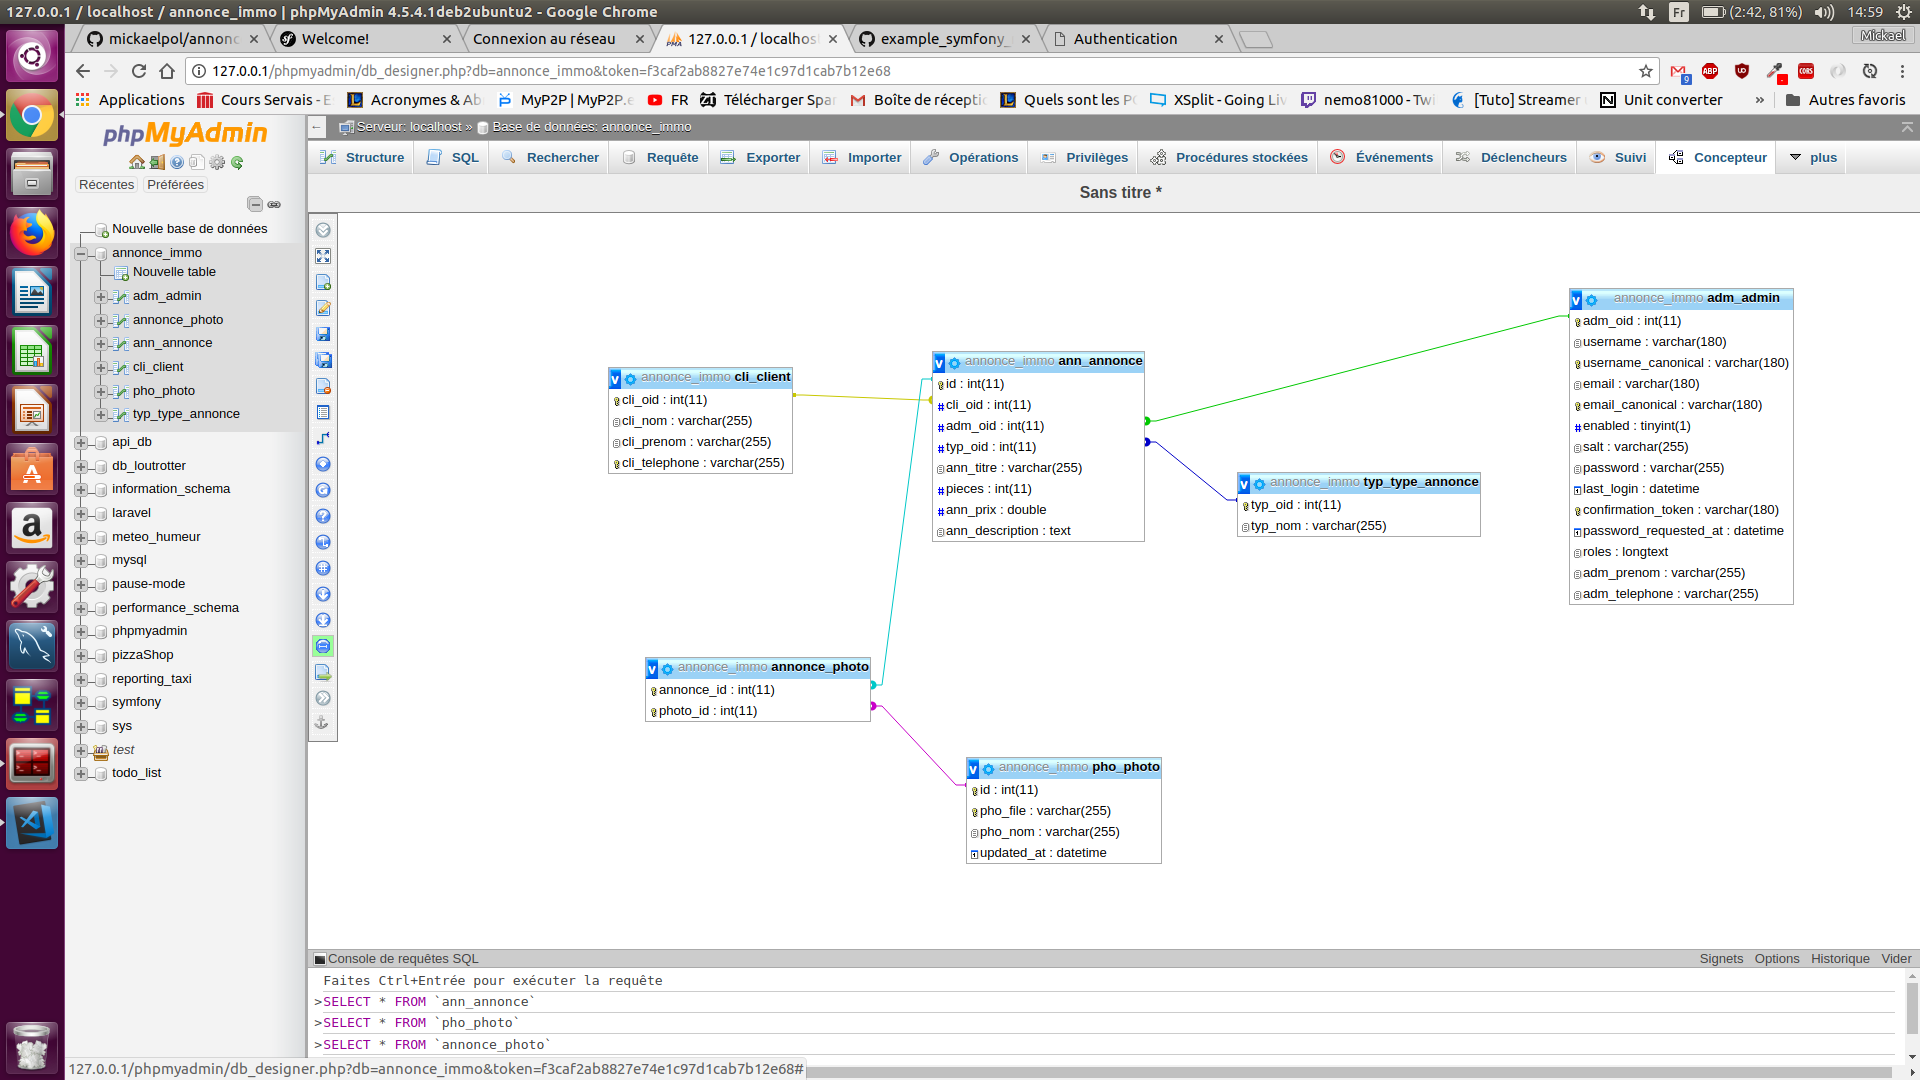 127.0.0.1 / localhost / annonce_immo | phpMyAdmin 4.5.4.1deb2ubuntu2 - Google Chrome
Fr (2:42, 81%) 14:59
mickaelpol/annonc
Welcome!
Connexion au réseau
127.0.0.1 / localhos
example_symfony_
Authentication
Mickael
127.0.0.1/phpmyadmin/db_designer.php?db=annonce_immo&token=f3caf2ab8827e74e1c97d1cab7b12e68
9
ABP
CORS
Applications
Cours Servais - E
Acronymes & Ab
MyP2P | MyP2P.e
FR
Télécharger Spa
Boîte de récepti
Quels sont les P
XSplit - Going Liv
nemo81000 - Twi
[Tuto] Streamer
Unit converter
»
Autres favoris
phpMyAdmin
Récentes Préférées
Nouvelle base de données
annonce_immo
Nouvelle table
adm_admin
annonce_photo
ann_annonce
cli_client
pho_photo
typ_type_annonce
api_db
db_loutrotter
information_schema
laravel
meteo_humeur
mysql
pause-mode
performance_schema
phpmyadmin
pizzaShop
reporting_taxi
symfony
sys
test
todo_list
Serveur: localhost » Base de données: annonce_immo
Structure SQL Rechercher Requête Exporter Importer Opérations Privilèges Procédures stockées Événements Déclencheurs Suivi Concepteur plus
Sans titre *
v annonce_immo cli_client
cli_oid : int(11)
cli_nom : varchar(255)
cli_prenom : varchar(255)
cli_telephone : varchar(255)
v annonce_immo ann_annonce
id : int(11)
# cli_oid : int(11)
# adm_oid : int(11)
# typ_oid : int(11)
ann_titre : varchar(255)
# pieces : int(11)
# ann_prix : double
ann_description : text
v annonce_immo typ_type_annonce
typ_oid : int(11)
typ_nom : varchar(255)
v annonce_immo adm_admin
adm_oid : int(11)
username : varchar(180)
username_canonical : varchar(180)
email : varchar(180)
email_canonical : varchar(180)
# enabled : tinyint(1)
salt : varchar(255)
password : varchar(255)
last_login : datetime
confirmation_token : varchar(180)
password_requested_at : datetime
roles : longtext
adm_prenom : varchar(255)
adm_telephone : varchar(255)
v annonce_immo annonce_photo
annonce_id : int(11)
photo_id : int(11)
v annonce_immo pho_photo
id : int(11)
pho_file : varchar(255)
pho_nom : varchar(255)
updated_at : datetime
Console de requêtes SQL
Signets Options Historique Vider
Faites Ctrl+Entrée pour exécuter la requête
>SELECT * FROM `ann_annonce`
>SELECT * FROM `pho_photo`
>SELECT * FROM `annonce_photo`
127.0.0.1/phpmyadmin/db_designer.php?db=annonce_immo&token=f3caf2ab8827e74e1c97d1cab7b12e68#